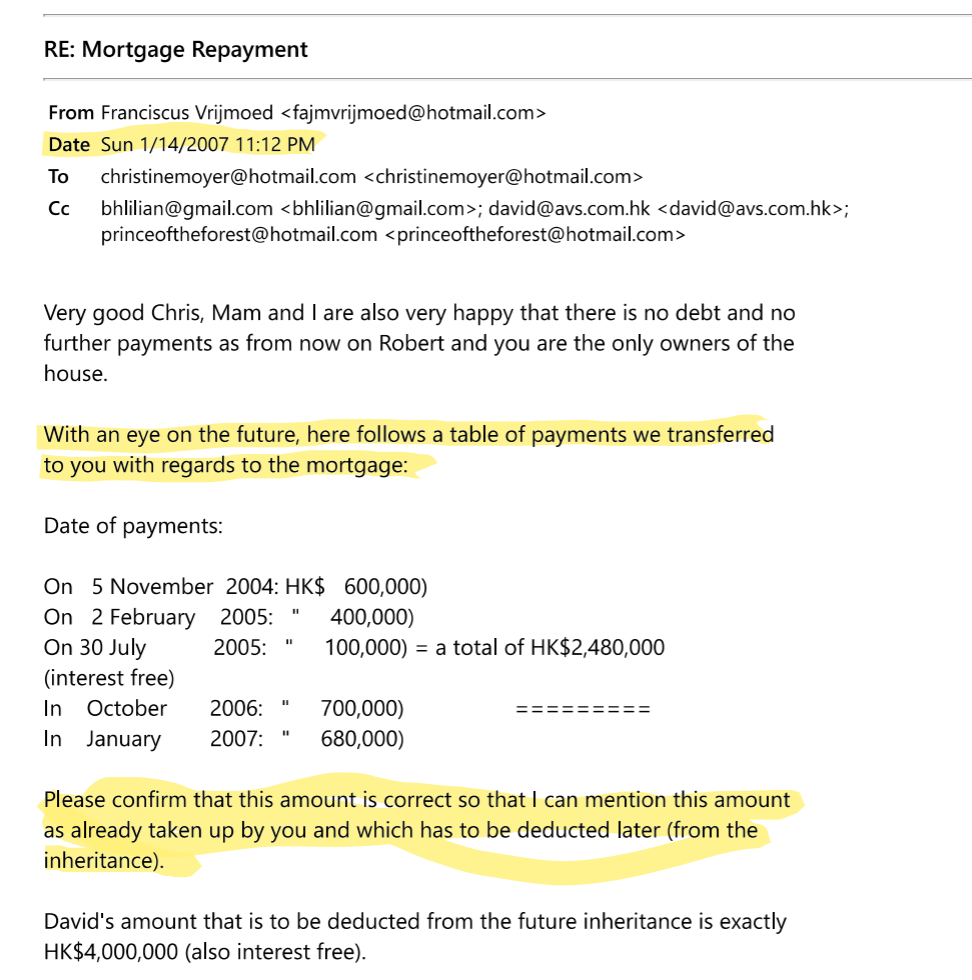 RE: Mortgage Repayment
From Franciscus Vrijmoed <fajmvrijmoed@hotmail.com>
Date Sun 1/14/2007 11:12 PM
To christinemoyer@hotmail.com <christinemoyer@hotmail.com>
Cc bhlilian@gmail.com <bhlilian@gmail.com>; david@avs.com.hk <david@avs.com.hk>;
princeoftheforest@hotmail.com <princeoftheforest@hotmail.com>
Very good Chris, Mam and I are also very happy that there is no debt and no
further payments as from now on Robert and you are the only owners of the
house.
With an eye on the future, here follows a table of payments we transferred
to you with regards to the mortgage:
Date of payments:
On 5 November 2004: HK$ 600,000)
On 2 February 2005: " 400,000)
On 30 July 2005: " 100,000) = a total of HK$2,480,000
(interest free)
In October 2006: " 700,000) =========
In January 2007: " 680,000)
Please confirm that this amount is correct so that I can mention this amount
as already taken up by you and which has to be deducted later (from the
inheritance).
David's amount that is to be deducted from the future inheritance is exactly
HK$4,000,000 (also interest free).